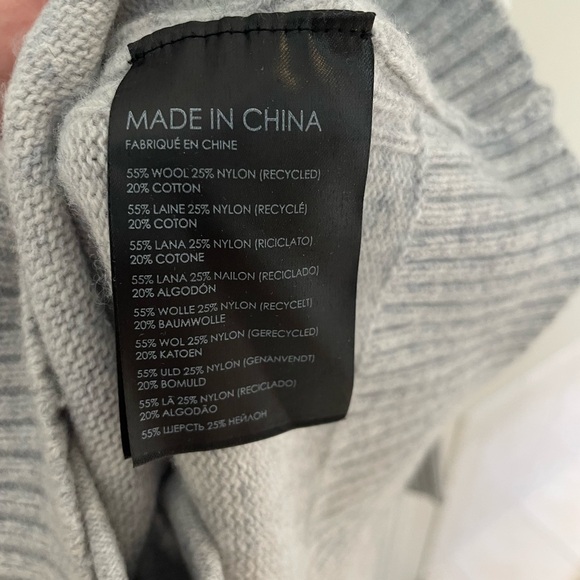 MADE IN CHINA
FABRIQUÉ EN CHINE
55% WOOL 25% NYLON (RECYCLED)
20% COTTON
55% LAINE 25% NYLON (RECYCLÉ)
20% COTON
55% LANA 25% NYLON (RICICLATO)
20% COTONE
55% LANA 25% NAILON (RECICLADO)
20% ALGODÓN
55% WOLLE 25% NYLON (RECYCELT)
20% BAUMWOLLE
55% WOL 25% NYLON (GERECYCLED)
20% KATOEN
55% ULD 25% NYLON (GENANVENDT)
20% BOMULD
55% LÃ 25% NYLON (RECICLADO)
20% ALGODÃO
55% ШЕРСТЬ 25% НЕЙЛОН